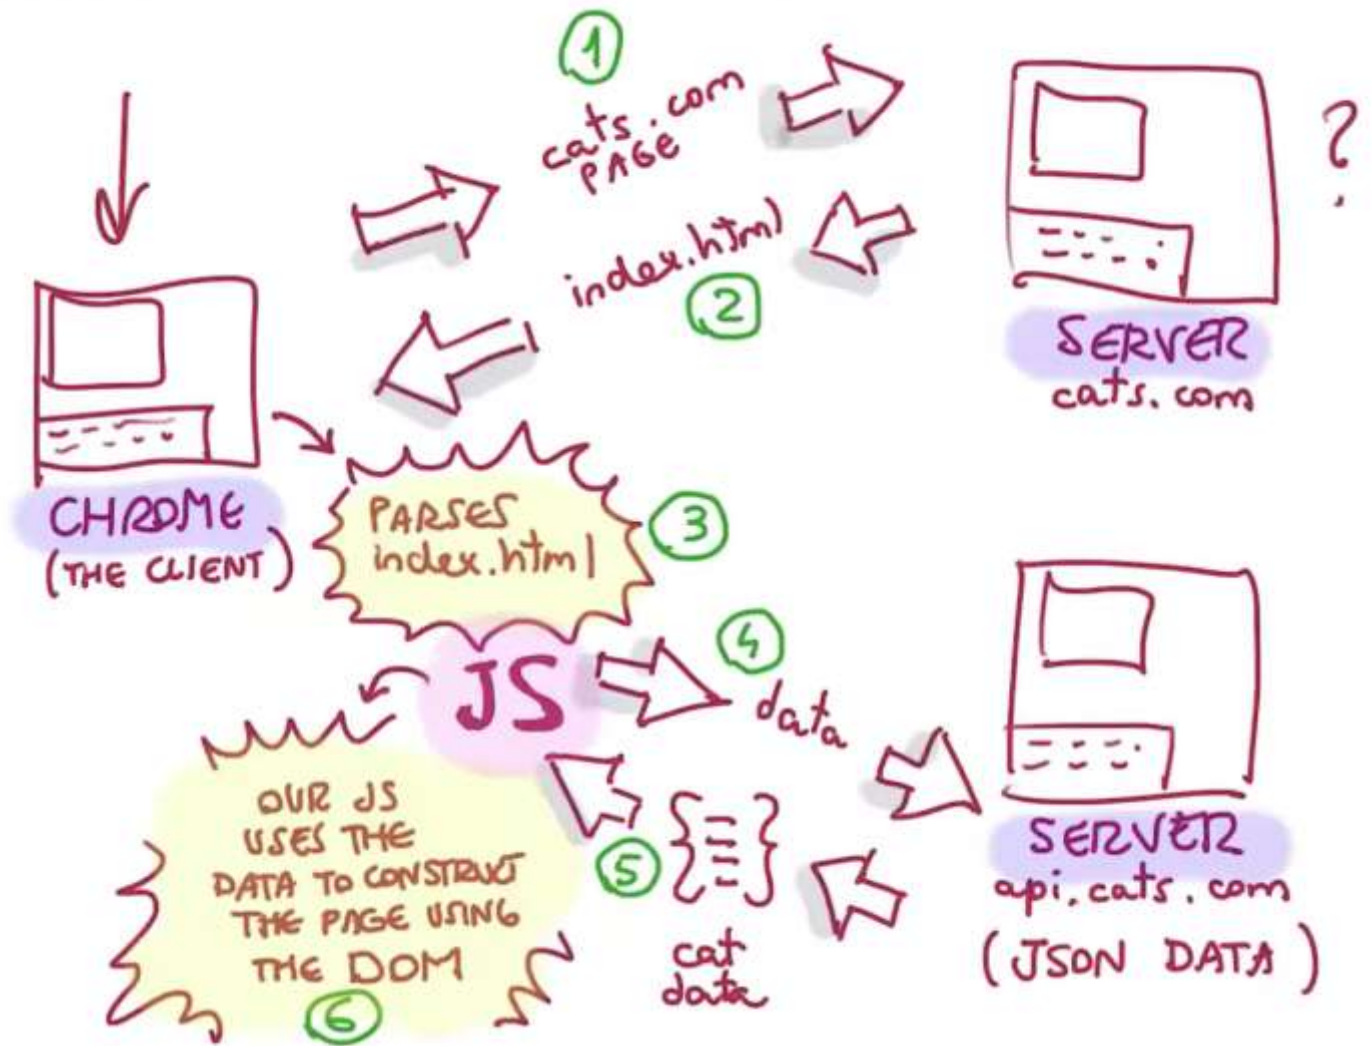 1
cats.com
PAGE
?
index.html
2
SERVER
cats.com
CHROME
(THE CLIENT)
PARSES
index.html
3
JS
4
data
OUR JS
USES THE
DATA TO CONSTRUCT
THE PAGE USING
THE DOM
6
5
{ }
cat
data
SERVER
api.cats.com
(JSON DATA)